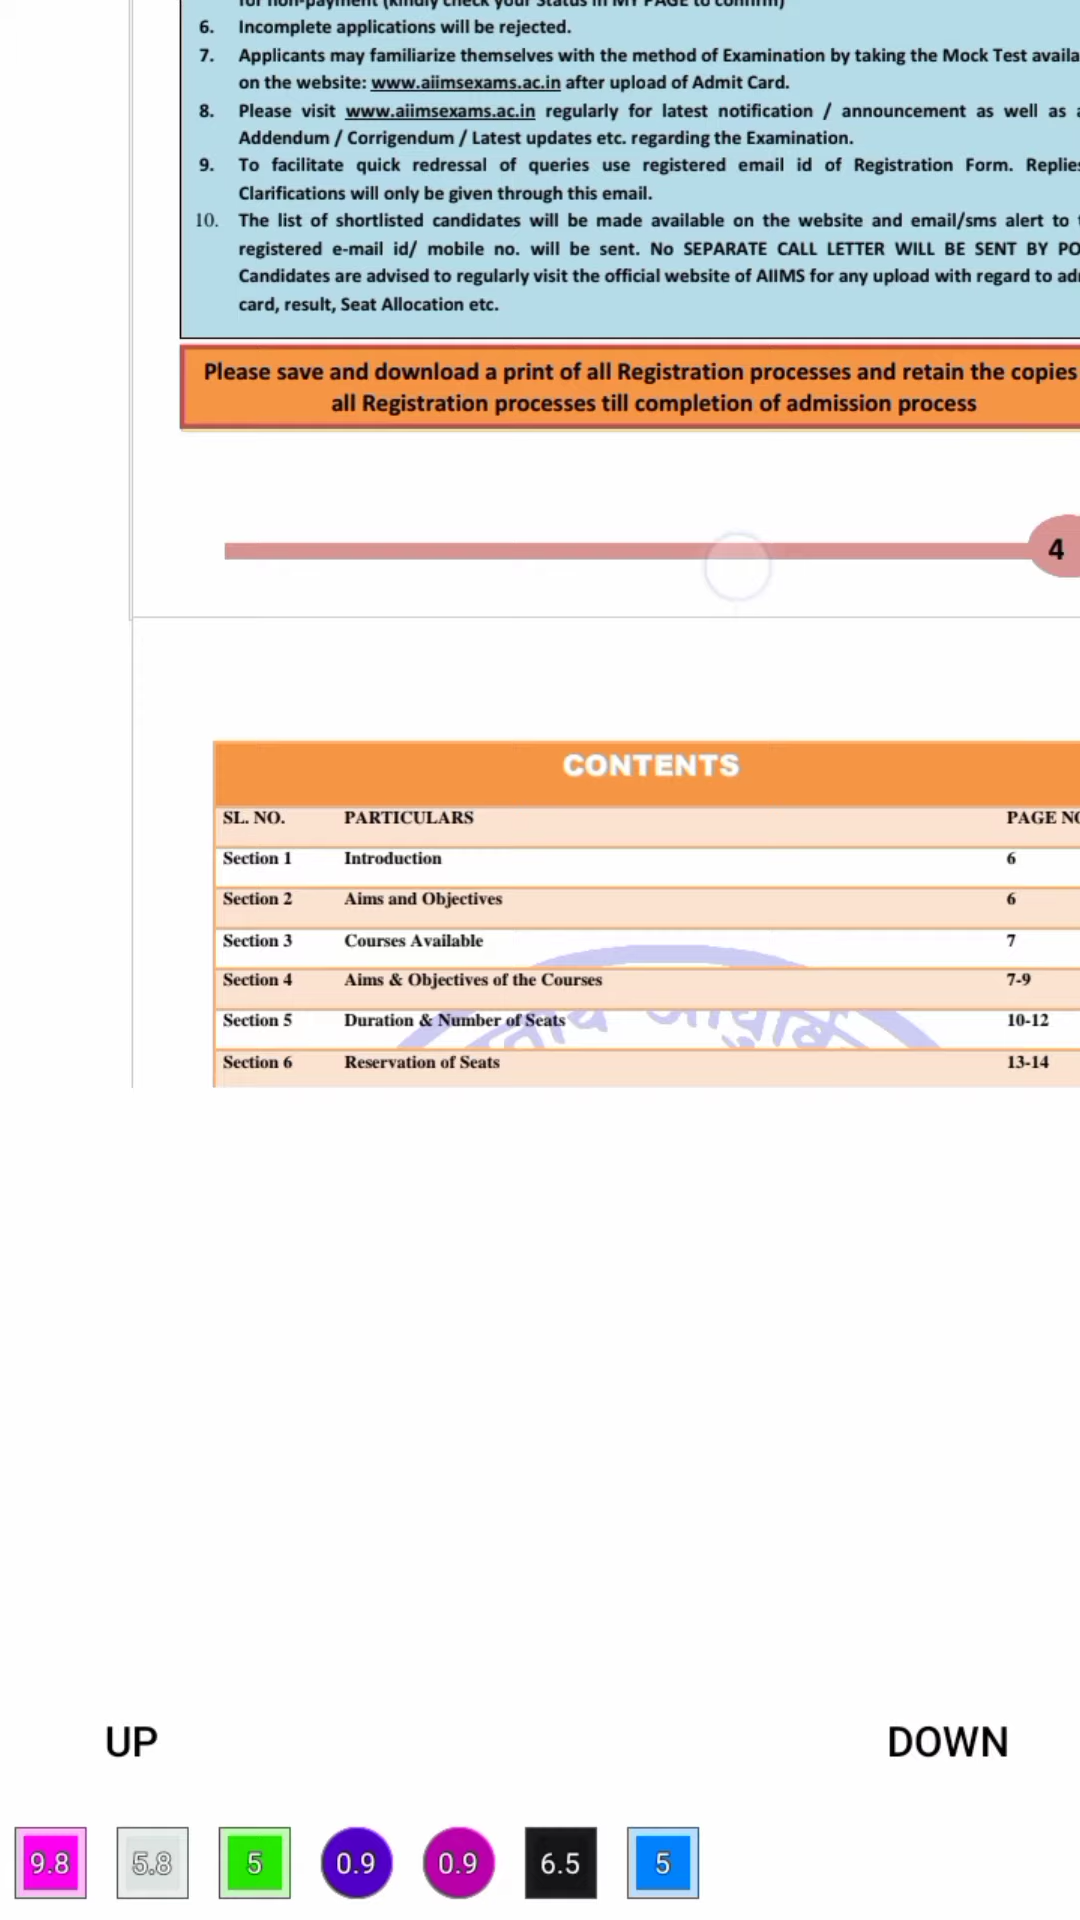 6. Incomplete applications will be rejected.
7. Applicants may familiarize themselves with the method of Examination by taking the Mock Test availa
on the website: www.aiimsexams.ac.in after upload of Admit Card.
8. Please visit www.aiimsexams.ac.in regularly for latest notification / announcement as well as a
Addendum / Corrigendum / Latest updates etc. regarding the Examination.
9. To facilitate quick redressal of queries use registered email id of Registration Form. Replies
Clarifications will only be given through this email.
10. The list of shortlisted candidates will be made available on the website and email/sms alert to t
registered e-mail id/ mobile no. will be sent. No SEPARATE CALL LETTER WILL BE SENT BY PO
Candidates are advised to regularly visit the official website of AIIMS for any upload with regard to adm
card, result, Seat Allocation etc.
Please save and download a print of all Registration processes and retain the copies
all Registration processes till completion of admission process
4
CONTENTS
SL. NO. PARTICULARS PAGE NO
Section 1 Introduction 6
Section 2 Aims and Objectives 6
Section 3 Courses Available 7
Section 4 Aims & Objectives of the Courses 7-9
Section 5 Duration & Number of Seats 10-12
Section 6 Reservation of Seats 13-14
UP DOWN
9.8 5.8 5 0.9 0.9 6.5 5